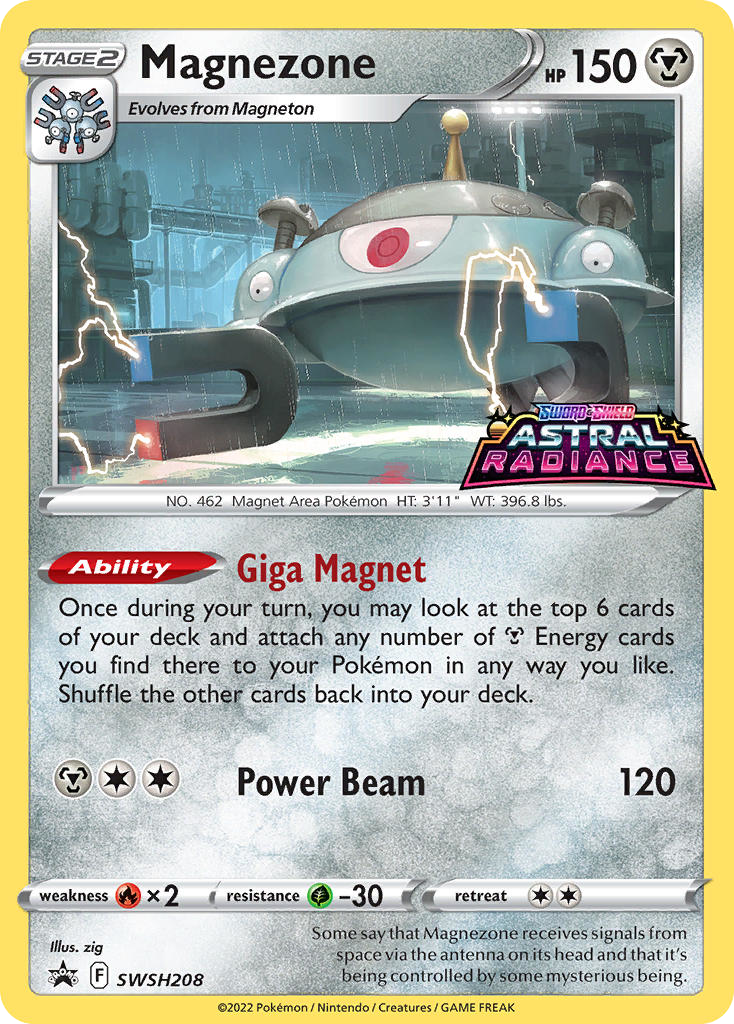 STAGE2
Magnezone
HP 150
Evolves from Magneton
SWORD & SHIELD
ASTRAL
RADIANCE
NO. 462 Magnet Area Pokémon HT: 3'11" WT: 396.8 lbs.
Ability Giga Magnet
Once during your turn, you may look at the top 6 cards
of your deck and attach any number of Energy cards
you find there to your Pokémon in any way you like.
Shuffle the other cards back into your deck.
Power Beam 120
weakness ×2 resistance -30 retreat
Illus. zig
F SWSH208
Some say that Magnezone receives signals from
space via the antenna on its head and that it's
being controlled by some mysterious being.
©2022 Pokémon / Nintendo / Creatures / GAME FREAK